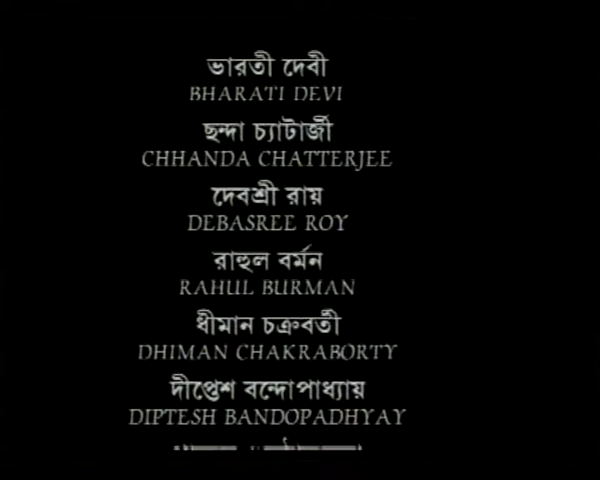 ভারতী দেবী
BHARATI DEVI
ছন্দা চ্যাটার্জী
CHHANDA CHATTERJEE
দেবশ্রী রায়
DEBASREE ROY
রাহুল বর্মন
RAHUL BURMAN
ধীমান চক্রবর্তী
DHIMAN CHAKRABORTY
দীপ্তেশ বন্দোপাধ্যায়
DIPTESH BANDOPADHYAY